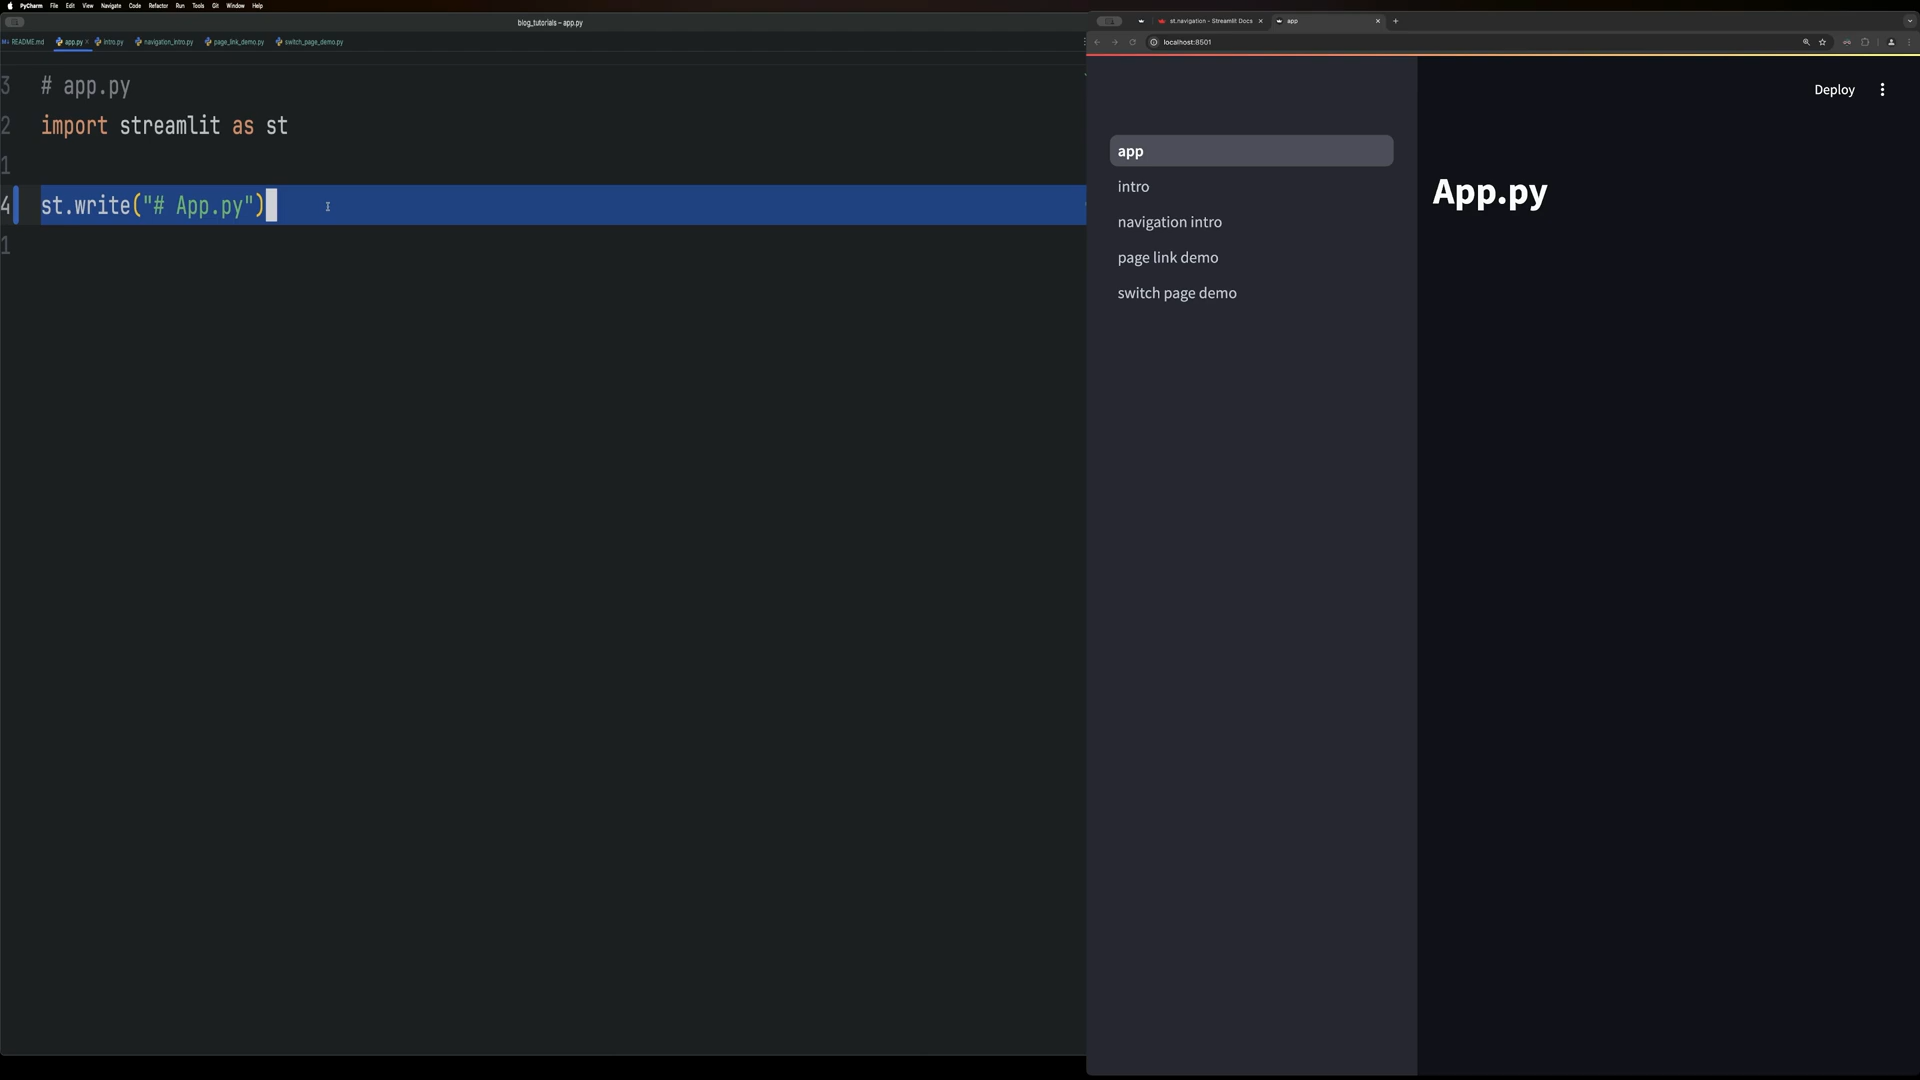 PyCharm File Edit View Navigate Code Refactor Run Tools Git Window Help
blog_tutorials – app.py
README.md app.py intro.py navigation_intro.py page_link_demo.py switch_page_demo.py
3 # app.py
2 import streamlit as st
1
4 st.write("# App.py")
1
st.navigation - Streamlit Docs app
localhost:8501
Deploy
app
intro
navigation intro
page link demo
switch page demo
App.py